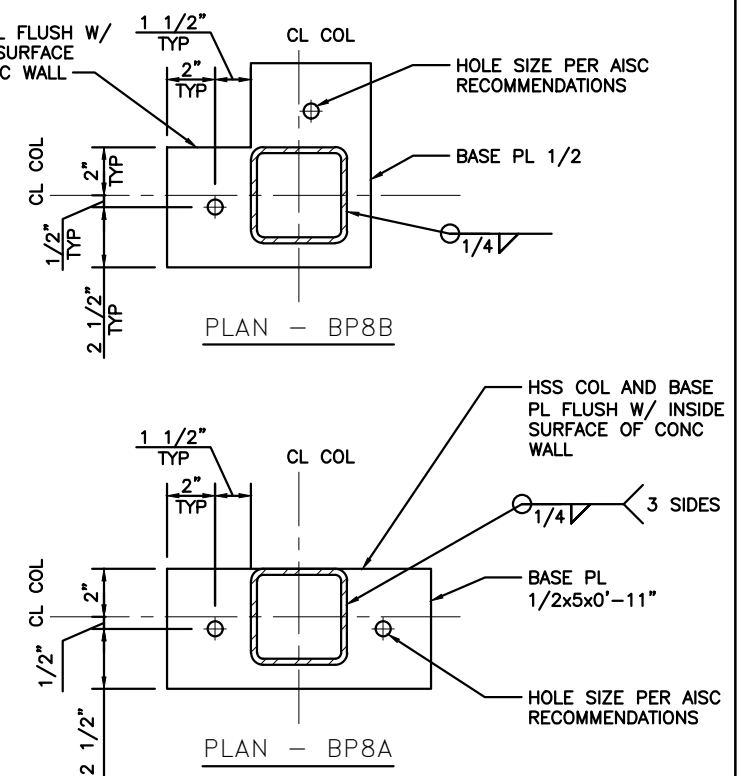 FLUSH W/
SURFACE
WALL
1 1/2"
TYP
CL COL
2"
TYP
HOLE SIZE PER AISC
RECOMMENDATIONS
CL COL
2"
TYP
BASE PL 1/2
1/2"
TYP
1/4
2 1/2"
TYP
PLAN - BP8B
HSS COL AND BASE
PL FLUSH W/ INSIDE
SURFACE OF CONC
WALL
1 1/2"
TYP
CL COL
2"
TYP
1/4
3 SIDES
CL COL
2"
BASE PL
1/2x5x0'-11"
1/2"
2 1/2"
HOLE SIZE PER AISC
RECOMMENDATIONS
PLAN - BP8A